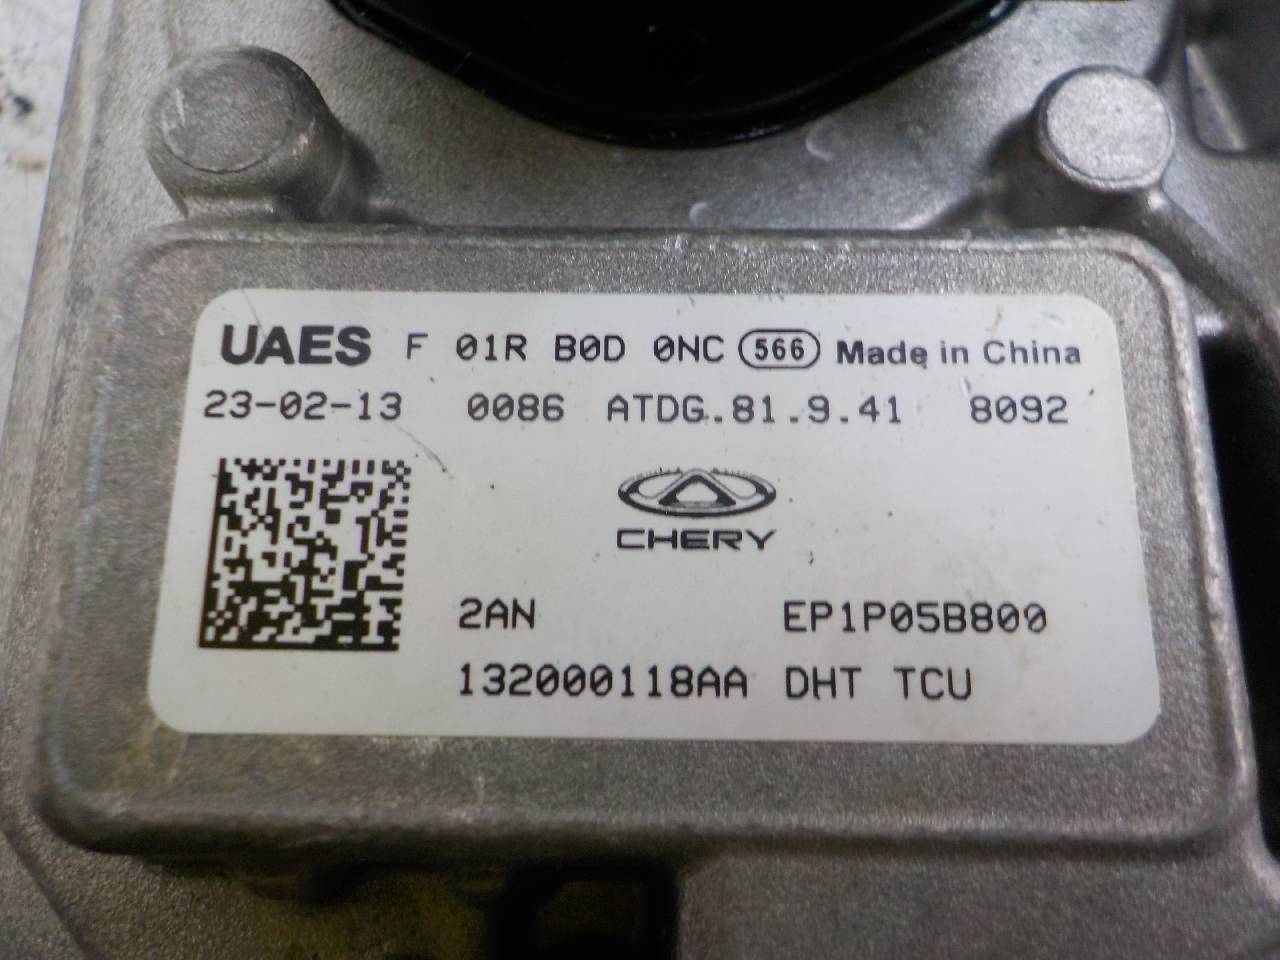 UAES F 01R B0D 0NC 566 Made in China
23-02-13 0086 ATDG.81.9.41 8092
CHERY
2AN EP1P05B800
132000118AA DHT TCU